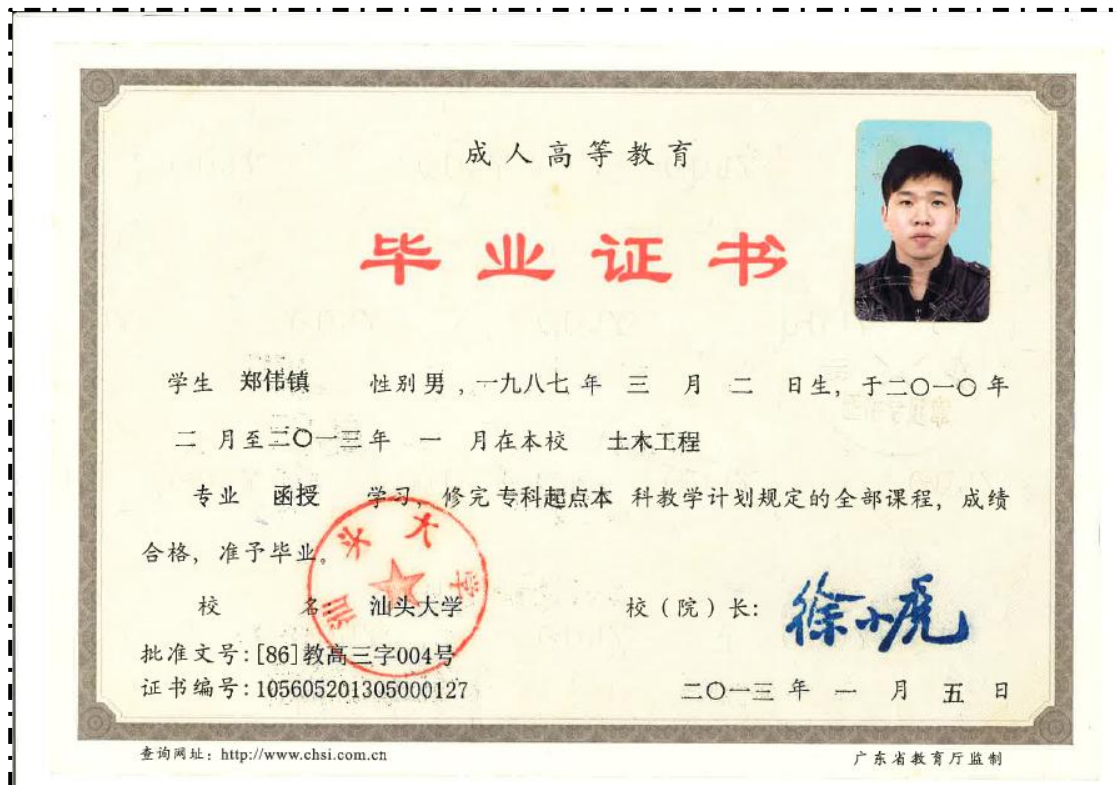 成人高等教育
毕业证书
学生 郑伟镇 性别 男 , 一九八七 年 三 月 二 日生, 于二〇一〇年
二 月至二〇一三年 一 月在本校 土木工程
专业 函授 学习, 修完 专科起点本 科教学计划规定的全部课程, 成绩
合格, 准予毕业。
汕头大学
校 名: 汕头大学 校(院)长: 徐小虎
批准文号:[86]教高三字004号
证书编号:105605201305000127 二〇一三 年 一 月 五 日
查询网址: http://www.chsi.com.cn 广东省教育厅监制